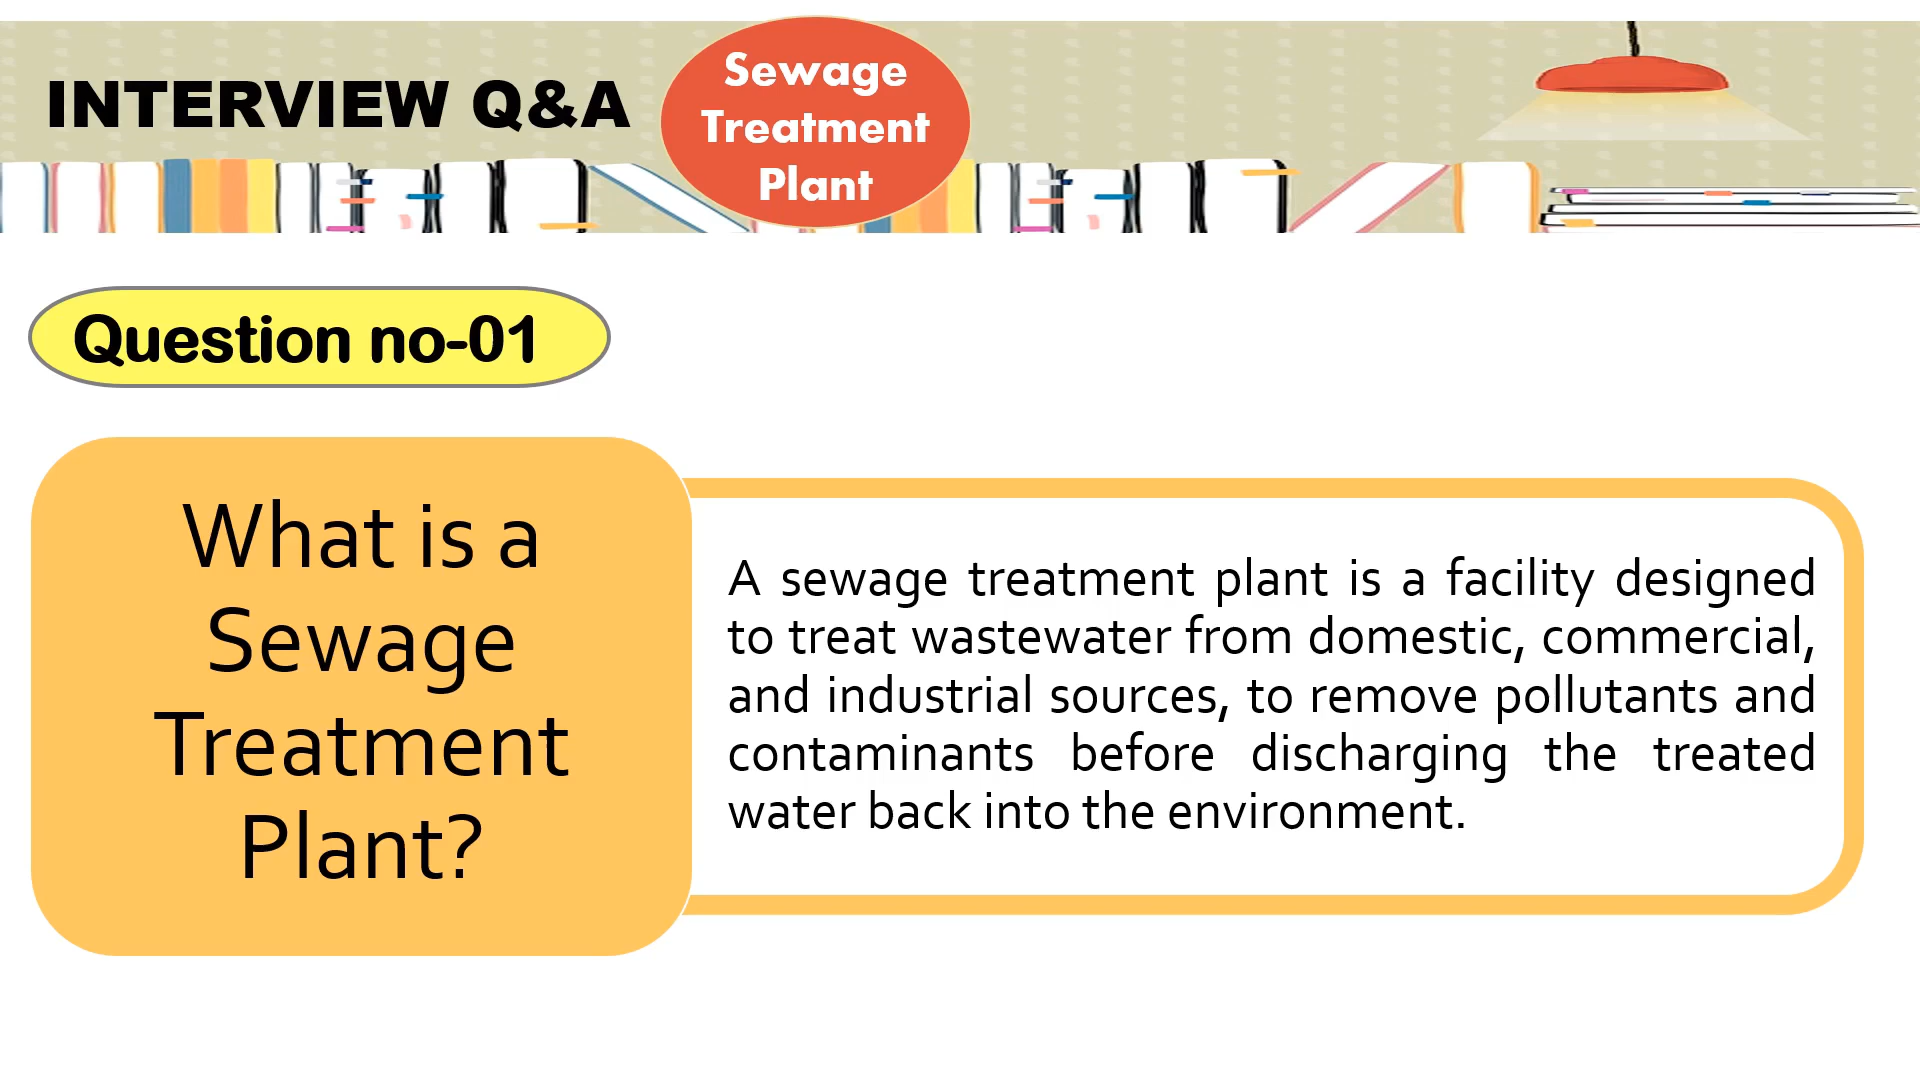 INTERVIEW Q&A
Sewage
Treatment
Plant
Question no-01
What is a
Sewage
Treatment
Plant?
A sewage treatment plant is a facility designed
to treat wastewater from domestic, commercial,
and industrial sources, to remove pollutants and
contaminants before discharging the treated
water back into the environment.